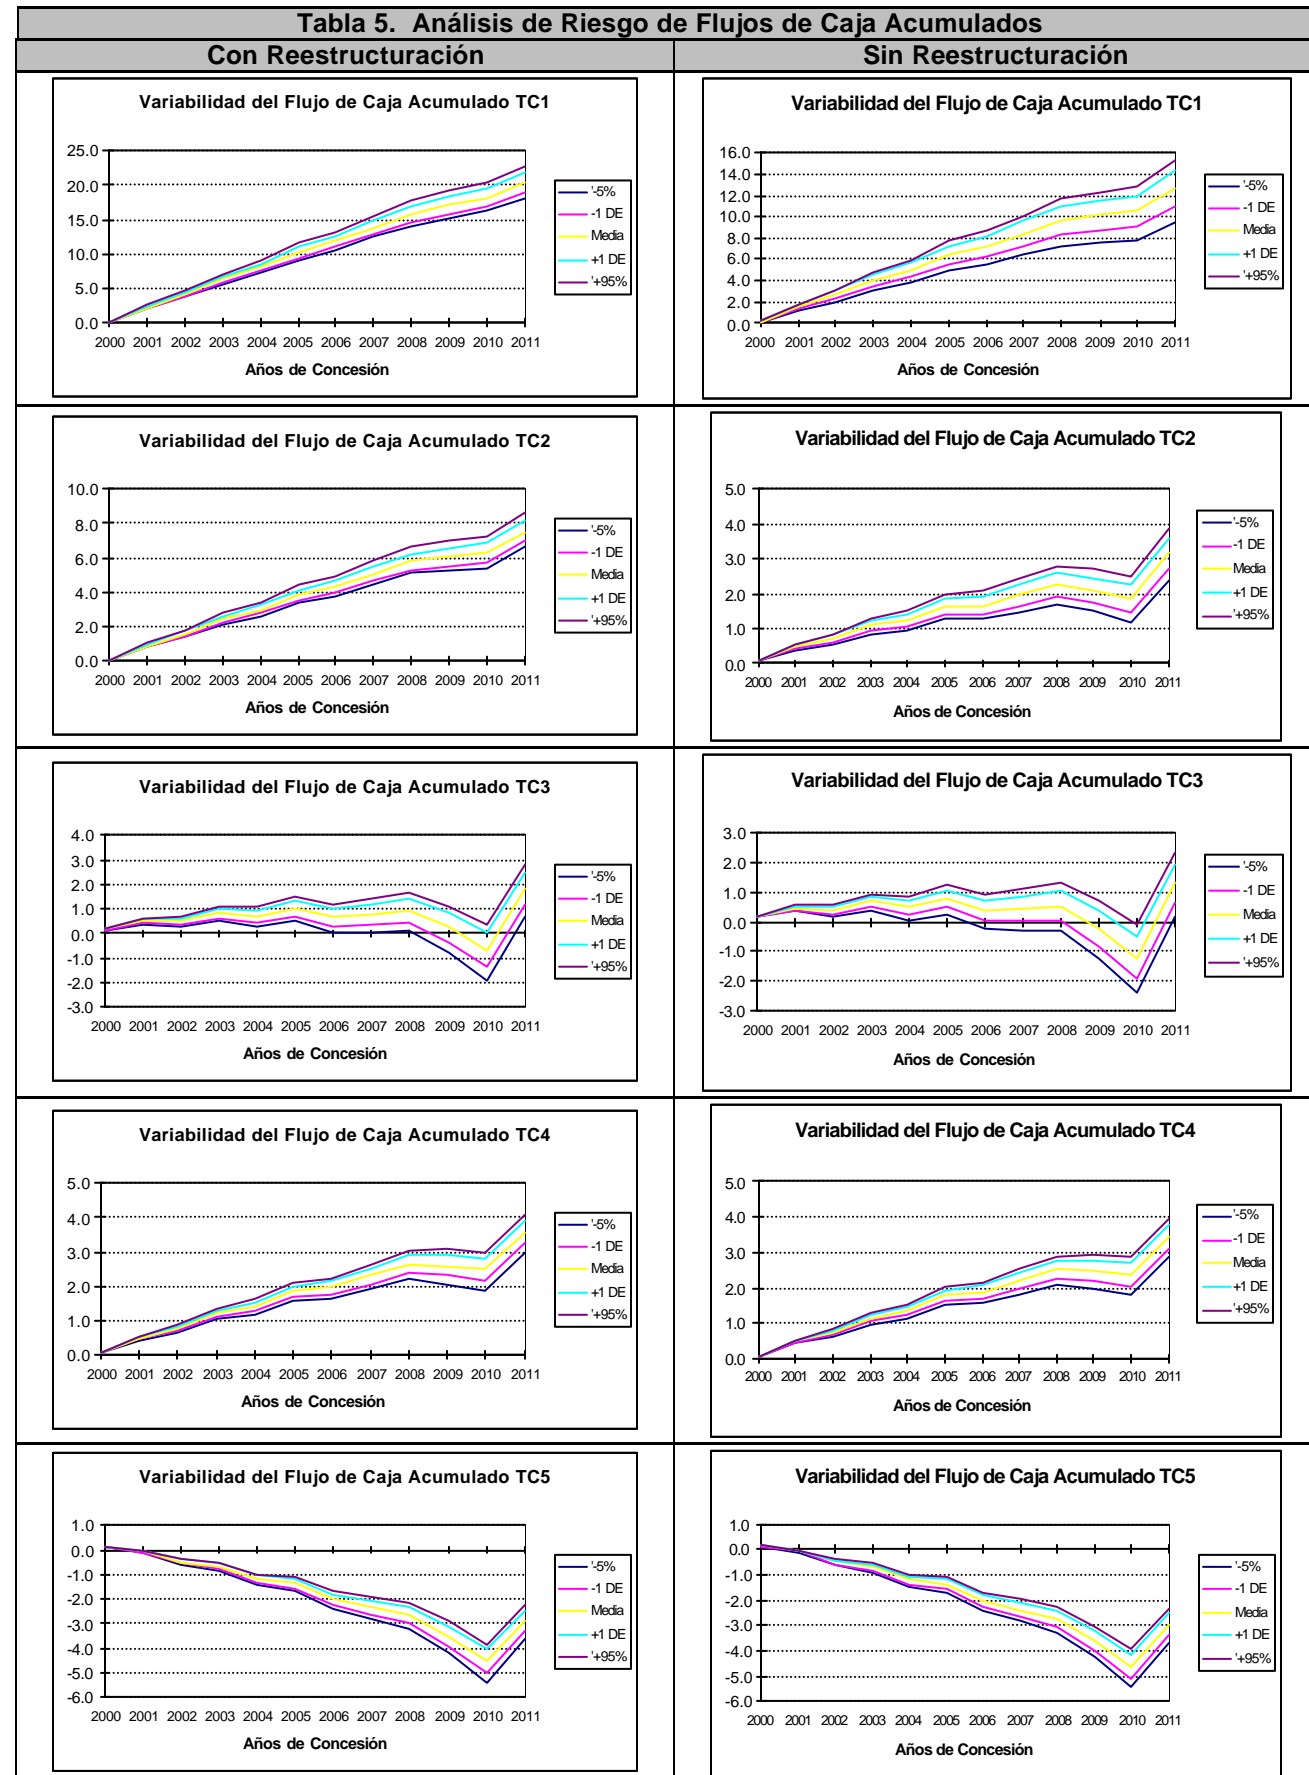 Tabla 5. Análisis de Riesgo de Flujos de Caja Acumulados
Con Reestructuración
Sin Reestructuración
Variabilidad del Flujo de Caja Acumulado TC1
25.0
20.0
15.0
10.0
5.0
0.0
2000 2001 2002 2003 2004 2005 2006 2007 2008 2009 2010 2011
Años de Concesión
'-5%
-1 DE
Media
+1 DE
'+95%
Variabilidad del Flujo de Caja Acumulado TC1
16.0
14.0
12.0
10.0
8.0
6.0
4.0
2.0
0.0
2000 2001 2002 2003 2004 2005 2006 2007 2008 2009 2010 2011
Años de Concesión
'-5%
-1 DE
Media
+1 DE
'+95%
Variabilidad del Flujo de Caja Acumulado TC2
10.0
8.0
6.0
4.0
2.0
0.0
2000 2001 2002 2003 2004 2005 2006 2007 2008 2009 2010 2011
Años de Concesión
'-5%
-1 DE
Media
+1 DE
'+95%
Variabilidad del Flujo de Caja Acumulado TC2
5.0
4.0
3.0
2.0
1.0
0.0
2000 2001 2002 2003 2004 2005 2006 2007 2008 2009 2010 2011
Años de Concesión
'-5%
-1 DE
Media
+1 DE
'+95%
Variabilidad del Flujo de Caja Acumulado TC3
4.0
3.0
2.0
1.0
0.0
-1.0
-2.0
-3.0
2000 2001 2002 2003 2004 2005 2006 2007 2008 2009 2010 2011
Años de Concesión
'-5%
-1 DE
Media
+1 DE
'+95%
Variabilidad del Flujo de Caja Acumulado TC3
3.0
2.0
1.0
0.0
-1.0
-2.0
-3.0
2000 2001 2002 2003 2004 2005 2006 2007 2008 2009 2010 2011
Años de Concesión
'-5%
-1 DE
Media
+1 DE
'+95%
Variabilidad del Flujo de Caja Acumulado TC4
5.0
4.0
3.0
2.0
1.0
0.0
2000 2001 2002 2003 2004 2005 2006 2007 2008 2009 2010 2011
Años de Concesión
'-5%
-1 DE
Media
+1 DE
'+95%
Variabilidad del Flujo de Caja Acumulado TC4
5.0
4.0
3.0
2.0
1.0
0.0
2000 2001 2002 2003 2004 2005 2006 2007 2008 2009 2010 2011
Años de Concesión
'-5%
-1 DE
Media
+1 DE
'+95%
Variabilidad del Flujo de Caja Acumulado TC5
1.0
0.0
-1.0
-2.0
-3.0
-4.0
-5.0
-6.0
2000 2001 2002 2003 2004 2005 2006 2007 2008 2009 2010 2011
Años de Concesión
'-5%
-1 DE
Media
+1 DE
'+95%
Variabilidad del Flujo de Caja Acumulado TC5
1.0
0.0
-1.0
-2.0
-3.0
-4.0
-5.0
-6.0
2000 2001 2002 2003 2004 2005 2006 2007 2008 2009 2010 2011
Años de Concesión
'-5%
-1 DE
Media
+1 DE
'+95%